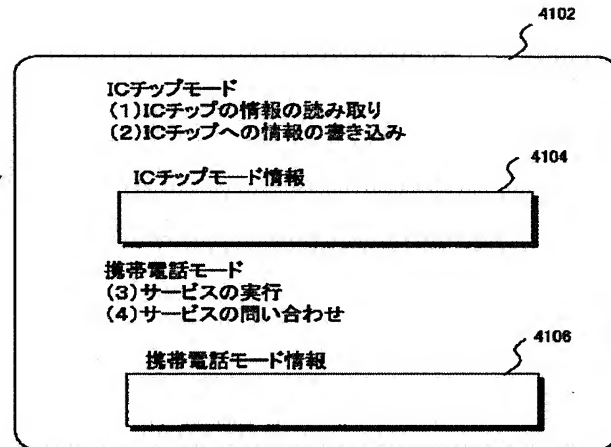 4102
ICチップモード
(1)ICチップの情報の読み取り
(2)ICチップへの情報の書き込み
4104
ICチップモード情報
携帯電話モード
(3)サービスの実行
(4)サービスの問い合わせ
4106
携帯電話モード情報